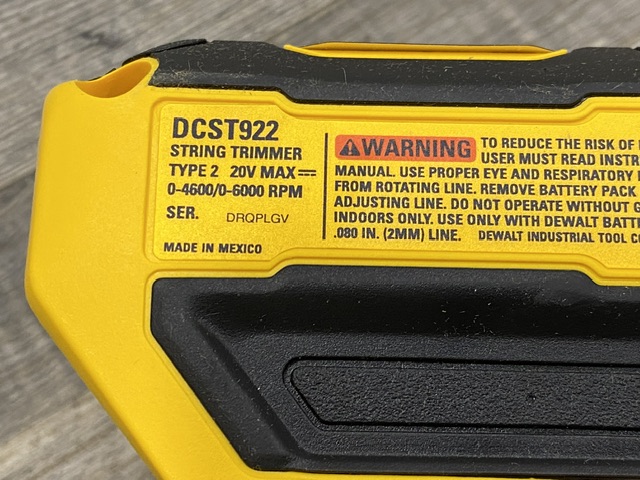 DCST922
STRING TRIMMER
TYPE 2 20V MAX⎓
0-4600/0-6000 RPM
SER. DRQPLGV
MADE IN MEXICO
⚠WARNING TO REDUCE THE RISK OF
USER MUST READ
MANUAL. USE PROPER EYE AND RESPIRATORY
FROM ROTATING LINE. REMOVE BATTERY PACK
ADJUSTING LINE. DO NOT OPERATE WITHOUT
INDOORS ONLY. USE ONLY WITH DEWALT
.080 IN. (2MM) LINE. DEWALT INDUSTRIAL TOOL